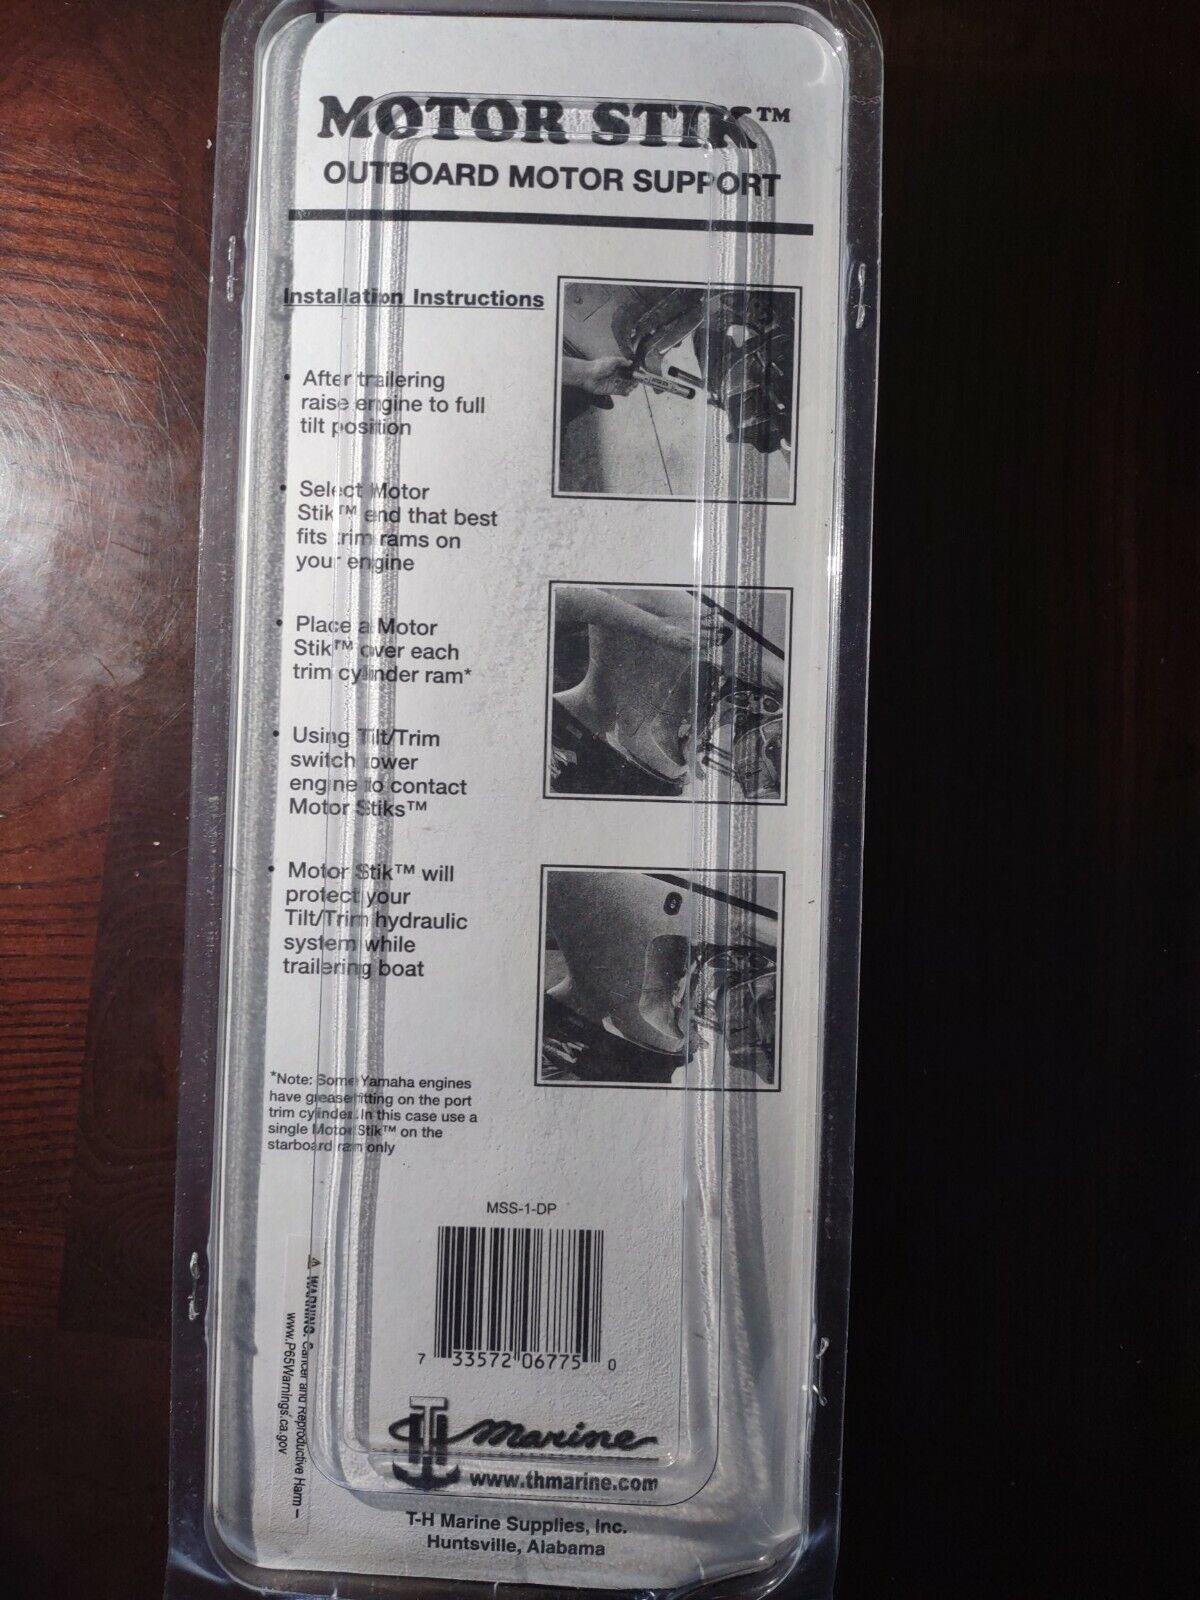 MOTOR STIK™
OUTBOARD MOTOR SUPPORT
Installation Instructions
• After trailering
raise engine to full
tilt position
• Select Motor
Stik™ end that best
fits trim rams on
your engine
• Place a Motor
Stik™ over each
trim cylinder ram*
• Using Tilt/Trim
switch lower
engine to contact
Motor Stiks™
• Motor Stik™ will
protect your
Tilt/Trim hydraulic
system while
trailering boat
*Note: Some Yamaha engines
have grease fitting on the port
trim cylinder. In this case use a
single Motor Stik™ on the
starboard ram only
MSS-1-DP
7 33572 06775 0
⚠ WARNING: Cancer and Reproductive Harm –
www.P65Warnings.ca.gov
TH Marine
www.thmarine.com
T-H Marine Supplies, Inc.
Huntsville, Alabama